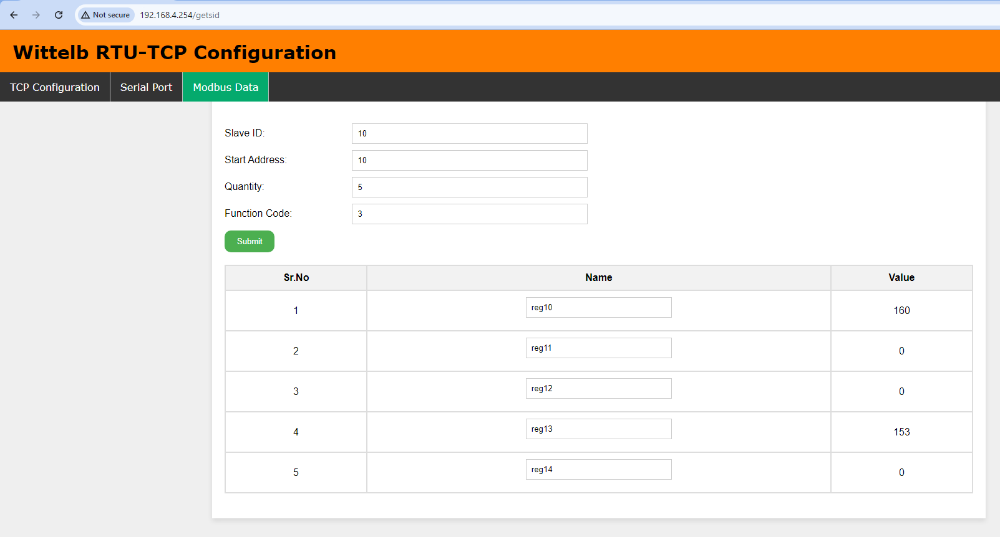 Not secure 192.168.4.254/getsid
Wittelb RTU-TCP Configuration
TCP Configuration Serial Port Modbus Data
Slave ID: 10
Start Address: 10
Quantity: 5
Function Code: 3
Submit
Sr.No Name Value
1 reg10 160
2 reg11 0
3 reg12 0
4 reg13 153
5 reg14 0